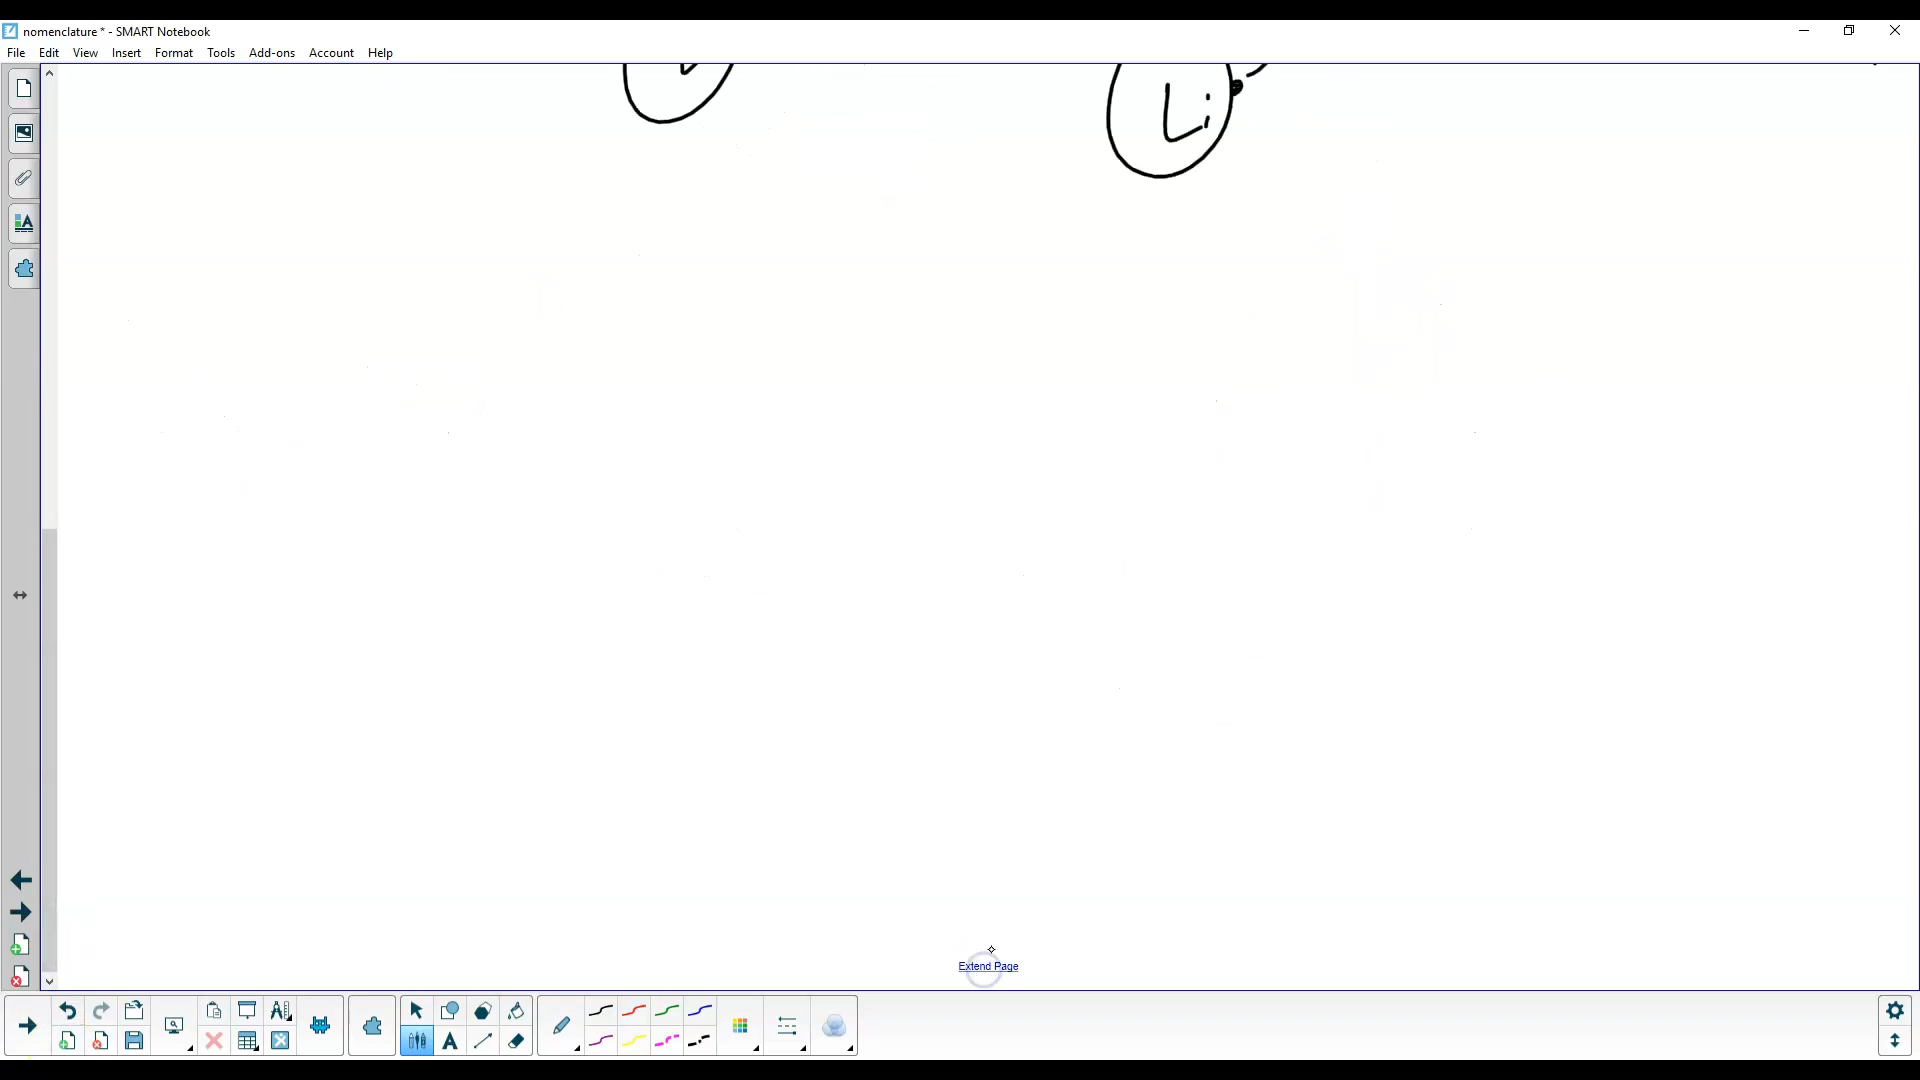 nomenclature * - SMART Notebook
File Edit View Insert Format Tools Add-ons Account Help
Li
Extend Page